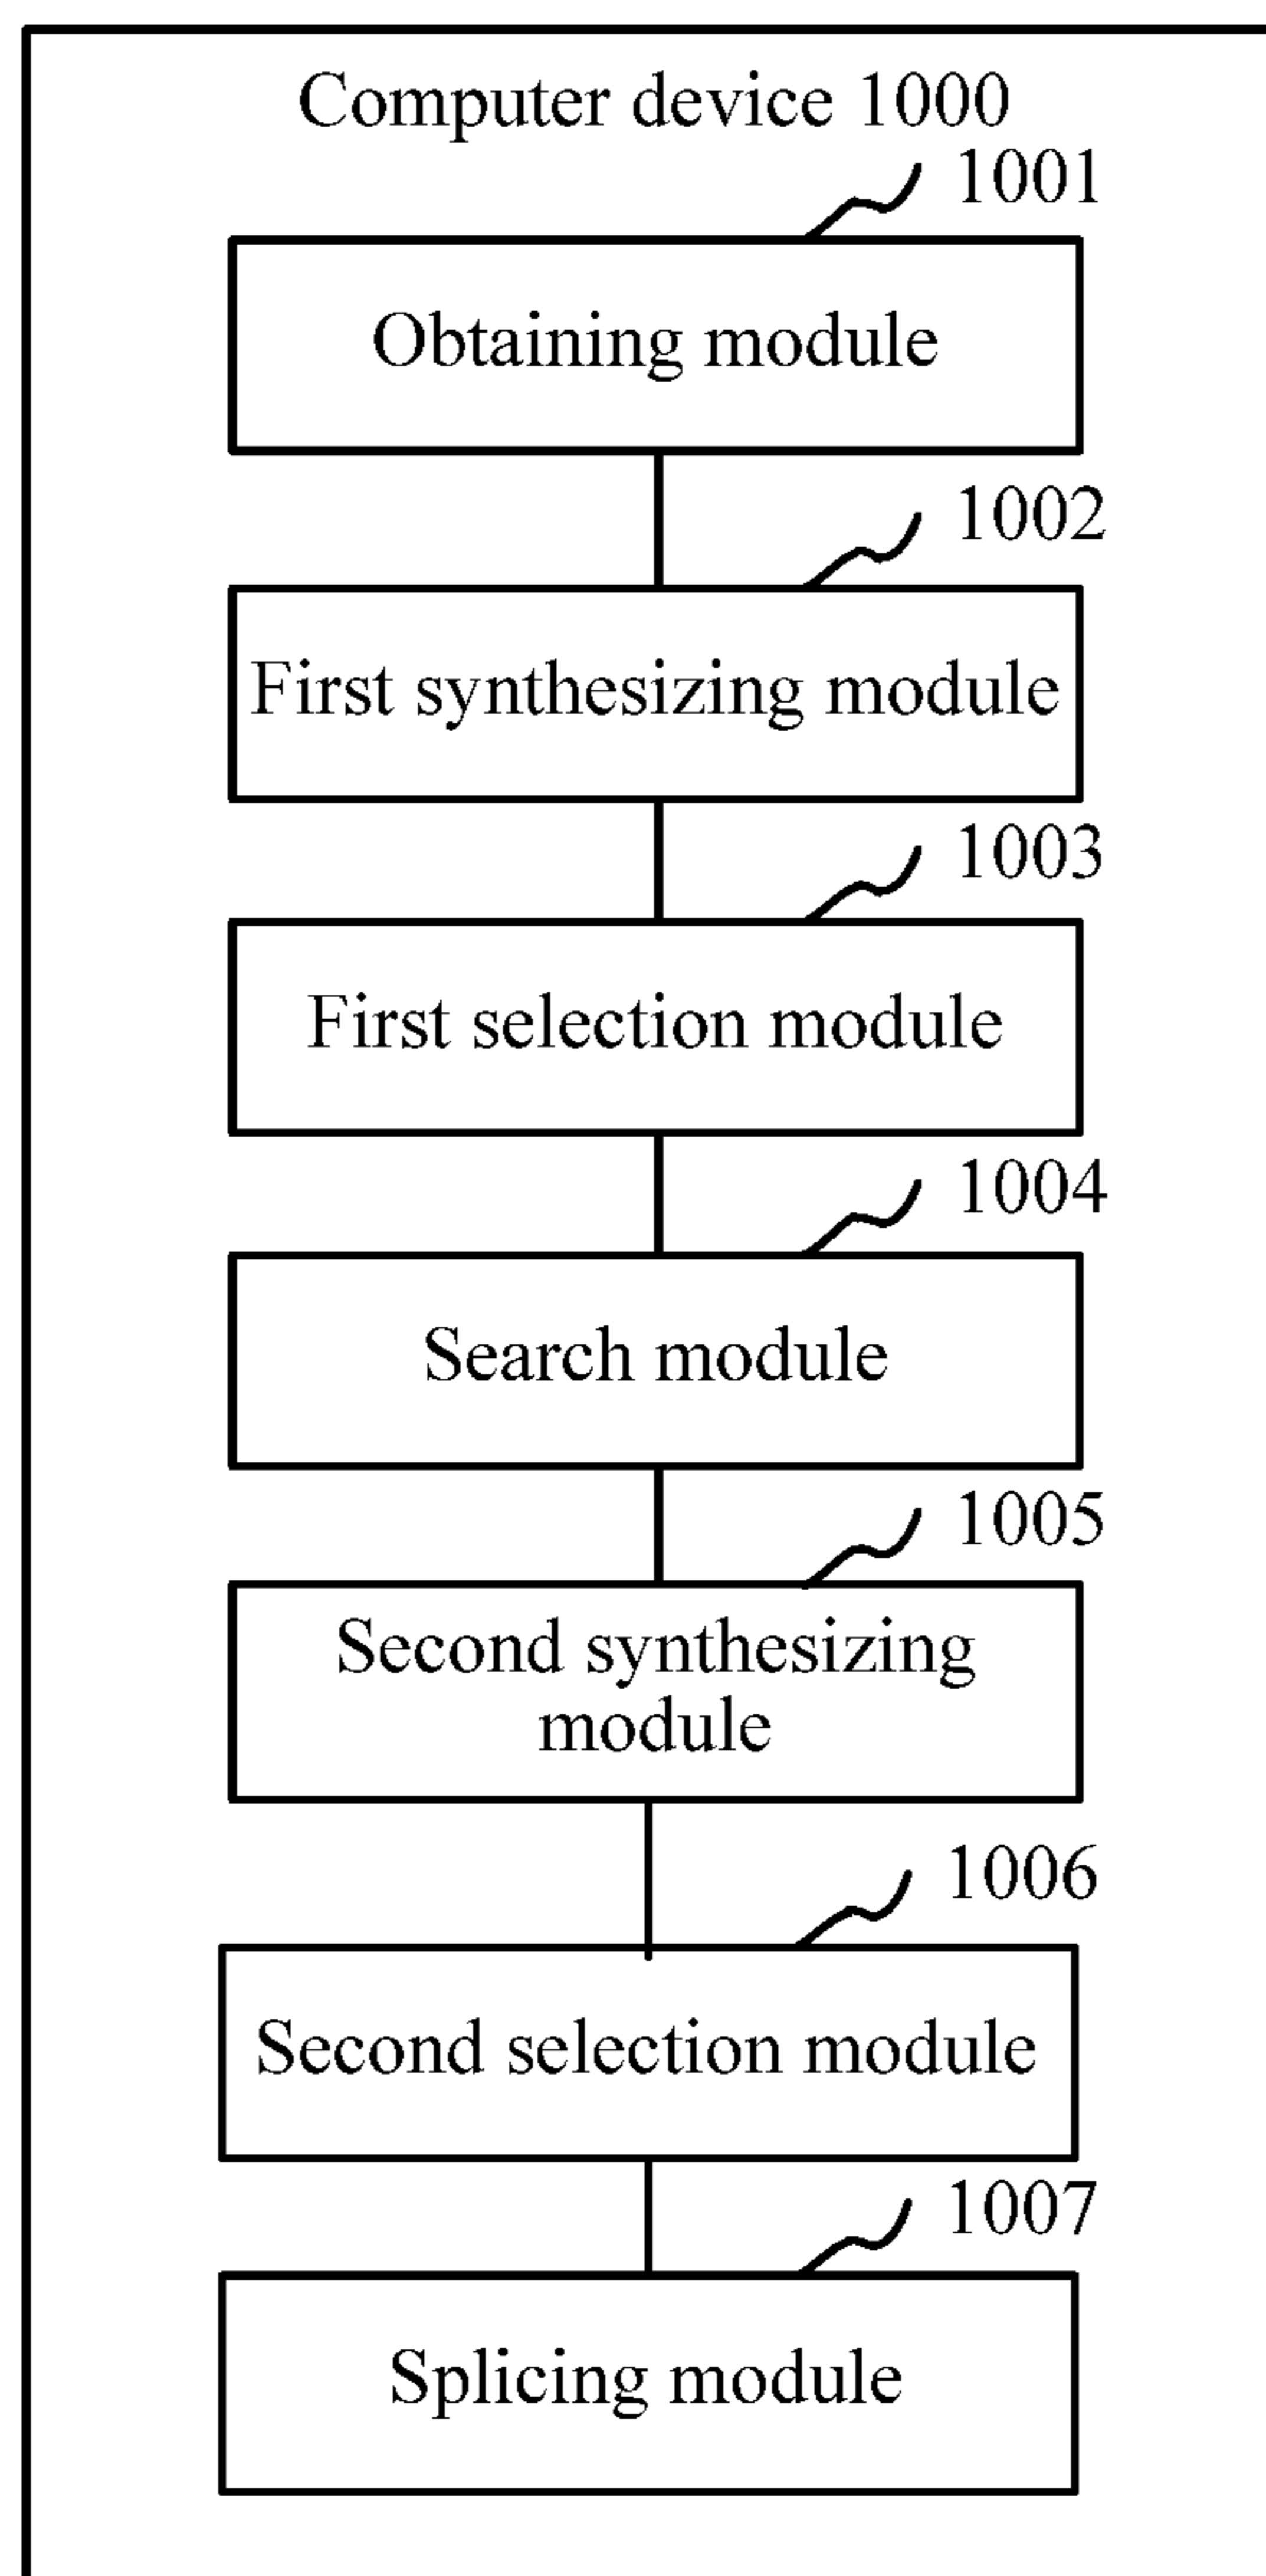 Computer device 1000
1001
Obtaining module
1002
First synthesizing module
1003
First selection module
1004
Search module
1005
Second synthesizing
module
1006
Second selection module
1007
Splicing module